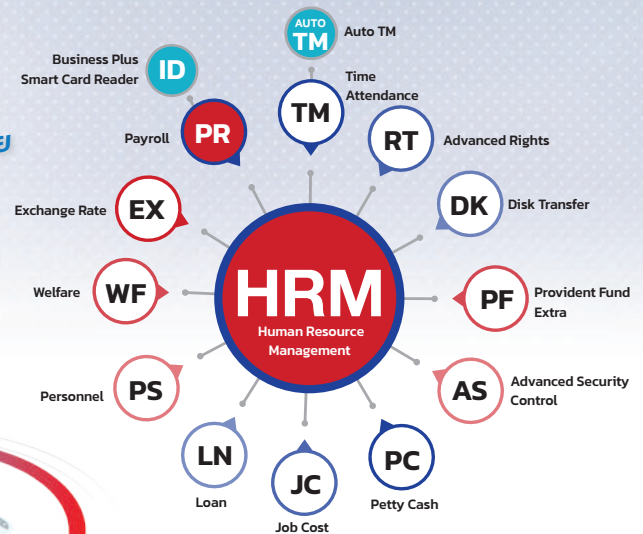 AUTO
TM
Auto TM
Business Plus
Smart Card Reader
ID
Time
Attendance
TM
Payroll
PR
RT
Advanced Rights
Exchange Rate
EX
DK
Disk Transfer
Welfare
WF
HRM
Human Resource
Management
PF
Provident Fund
Extra
Personnel
PS
AS
Advanced Security
Control
LN
Loan
JC
Job Cost
PC
Petty Cash